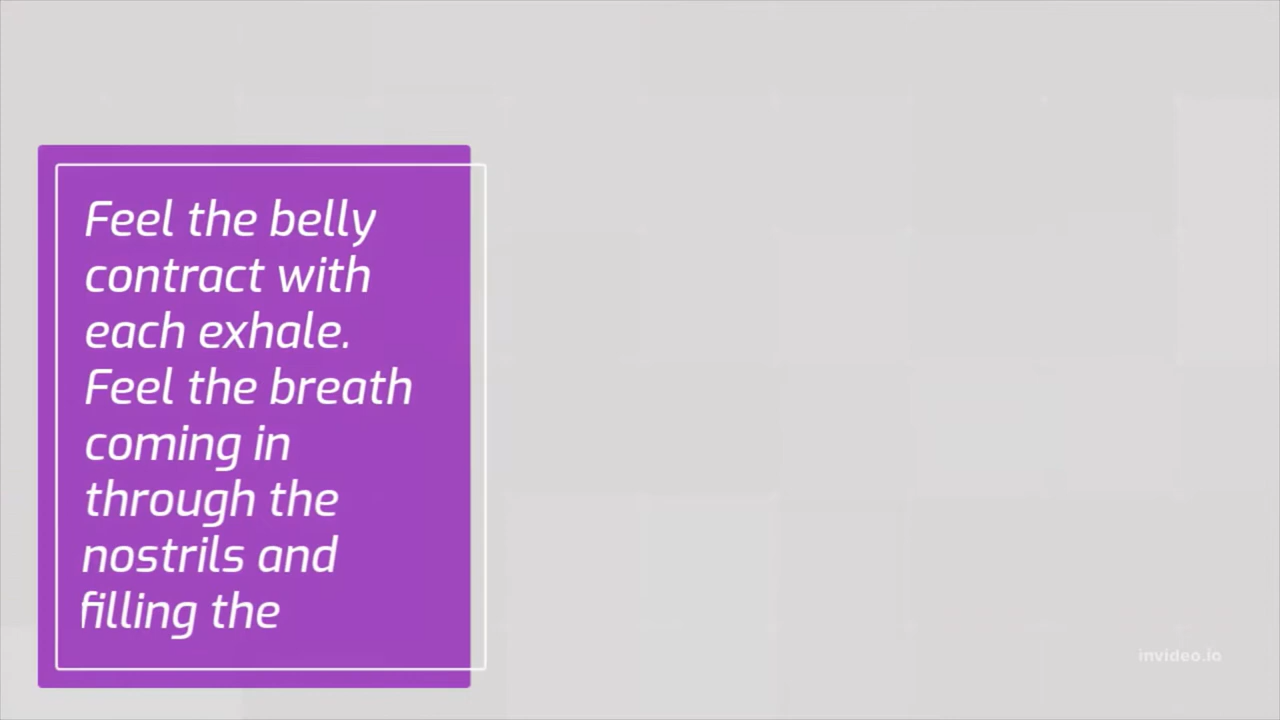 Feel the belly
contract with
each exhale.
Feel the breath
coming in
through the
nostrils and
filling the
invideo.io